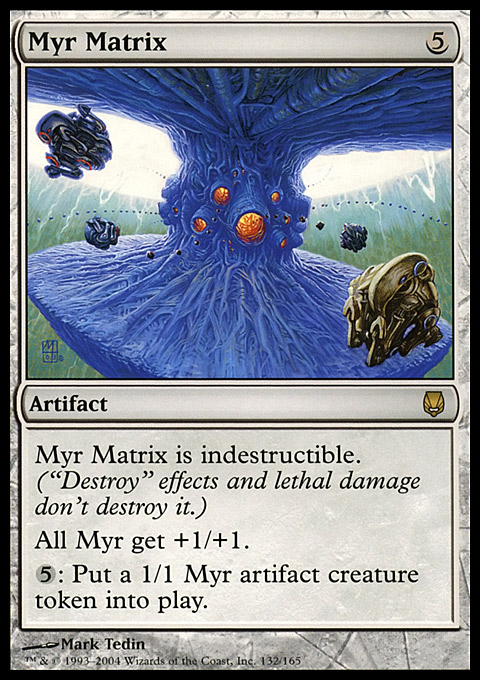 Myr Matrix 5
Artifact
Myr Matrix is indestructible.
(“Destroy” effects and lethal damage
don’t destroy it.)
All Myr get +1/+1.
5: Put a 1/1 Myr artifact creature
token into play.
Mark Tedin
™ & © 1993–2004 Wizards of the Coast, Inc. 132/165